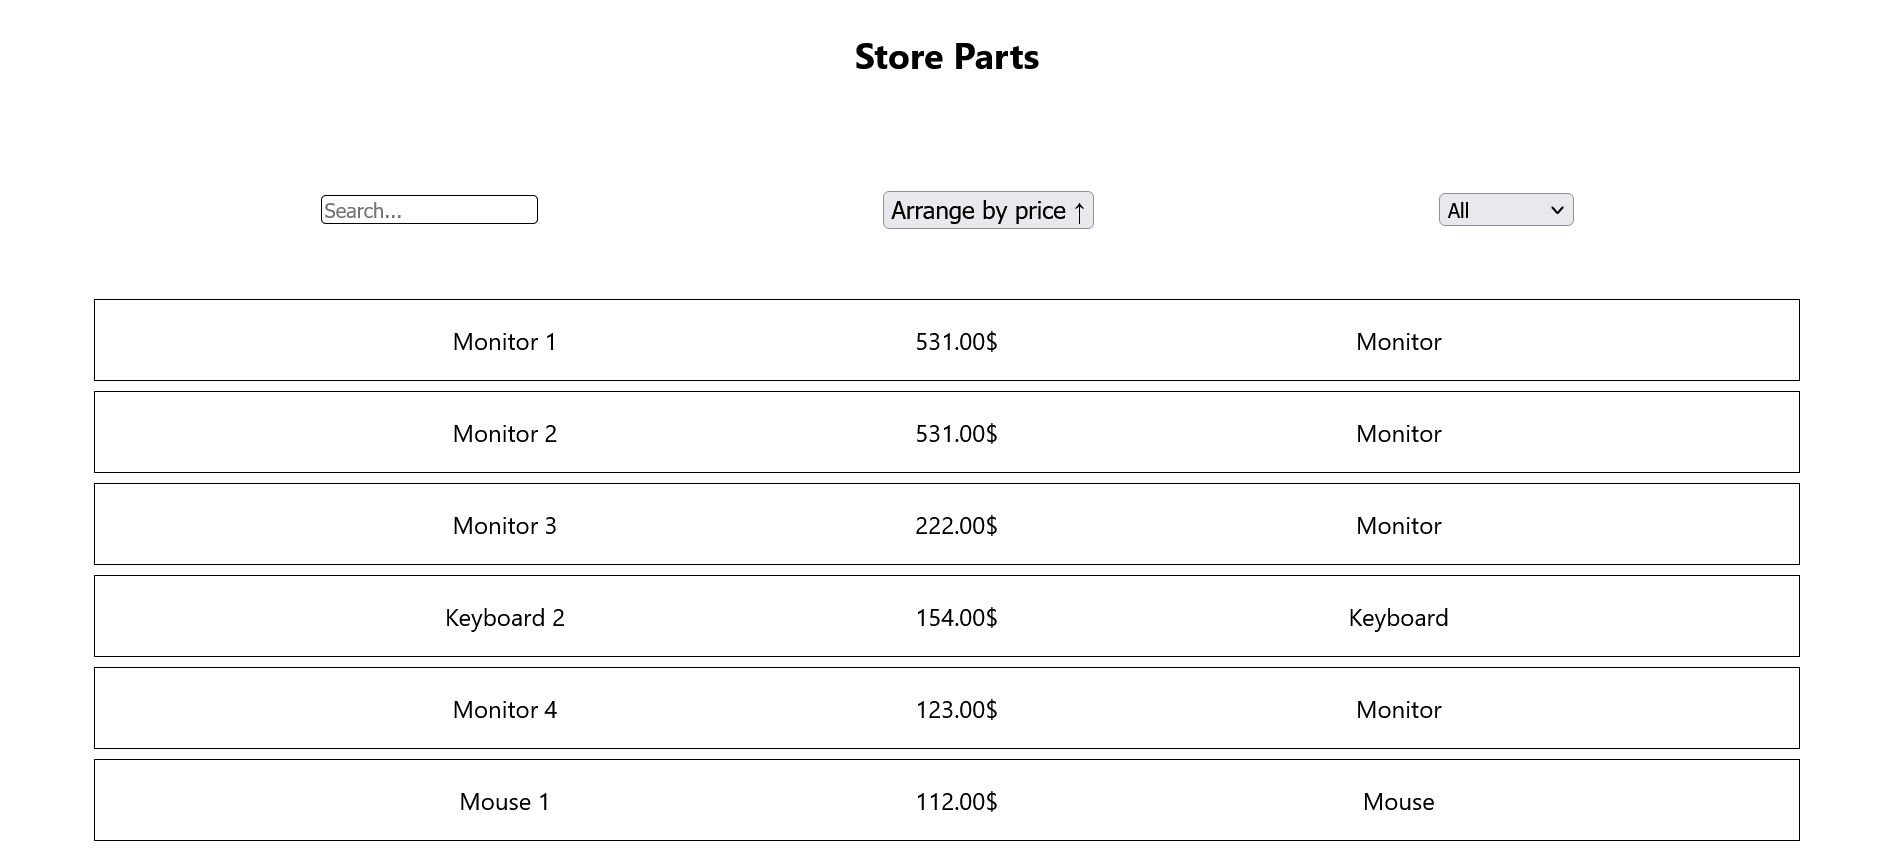 Store Parts
Search... Arrange by price ↑ All
Monitor 1 531.00$ Monitor
Monitor 2 531.00$ Monitor
Monitor 3 222.00$ Monitor
Keyboard 2 154.00$ Keyboard
Monitor 4 123.00$ Monitor
Mouse 1 112.00$ Mouse